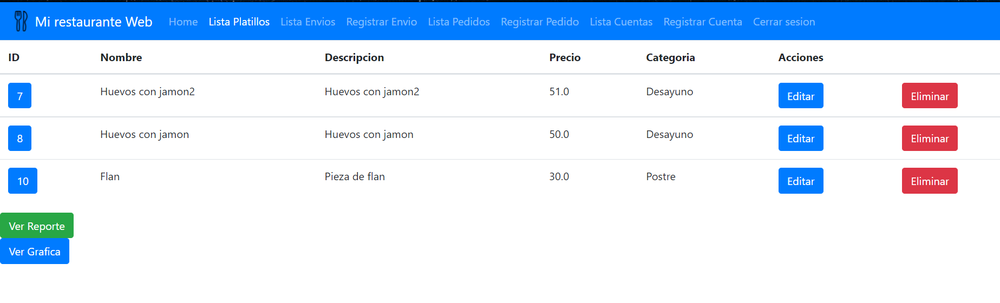 Mi restaurante Web Home Lista Platillos Lista Envios Registrar Envio Lista Pedidos Registrar Pedido Lista Cuentas Registrar Cuenta Cerrar sesion
ID Nombre Descripcion Precio Categoria Acciones
7 Huevos con jamon2 Huevos con jamon2 51.0 Desayuno Editar Eliminar
8 Huevos con jamon Huevos con jamon 50.0 Desayuno Editar Eliminar
10 Flan Pieza de flan 30.0 Postre Editar Eliminar
Ver Reporte
Ver Grafica